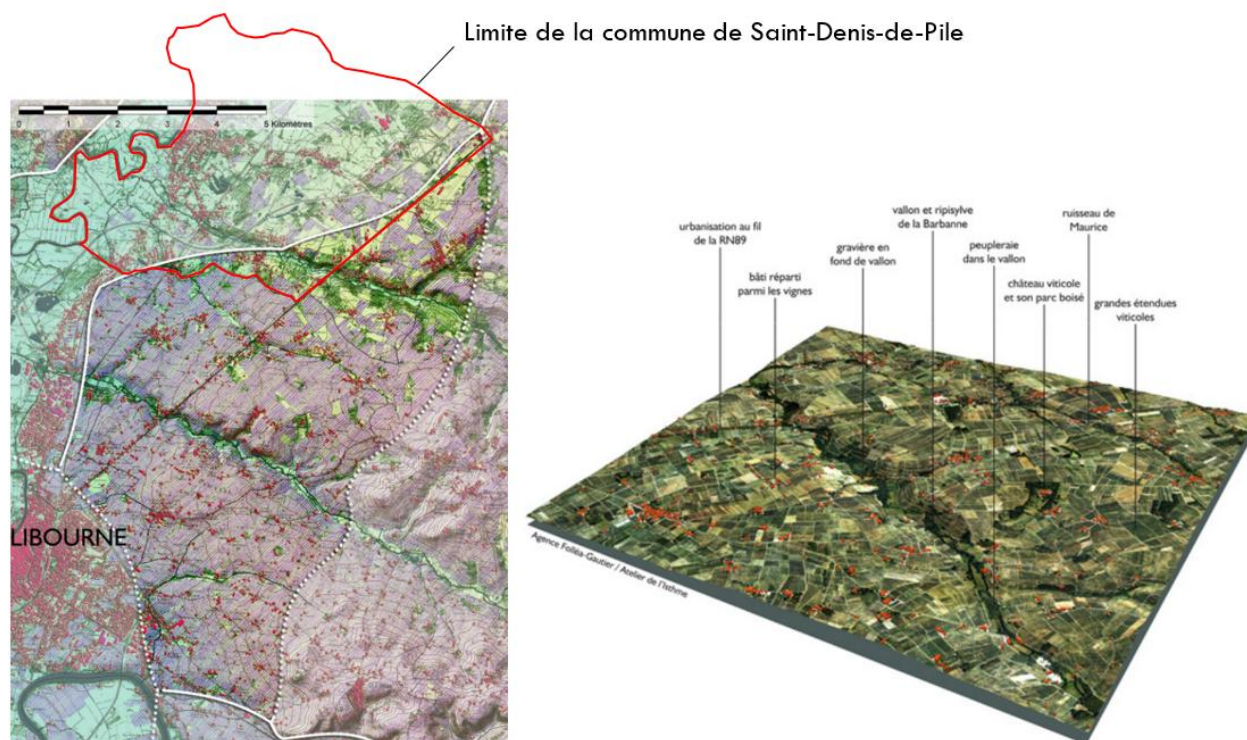 Limite de la commune de Saint-Denis-de-Pile
0 1 2 3 4 5 Kilomètres
LIBOURNE
urbanisation au fil
de la RN89
bâti réparti
parmi les vignes
gravière en
fond de vallon
vallon et ripisylve
de la Barbanne
peupleraie
dans le vallon
château viticole
et son parc boisé
ruisseau de
Maurice
grandes étendues
viticoles
Agence Folléa-Gautier / Atelier de l'Isthme